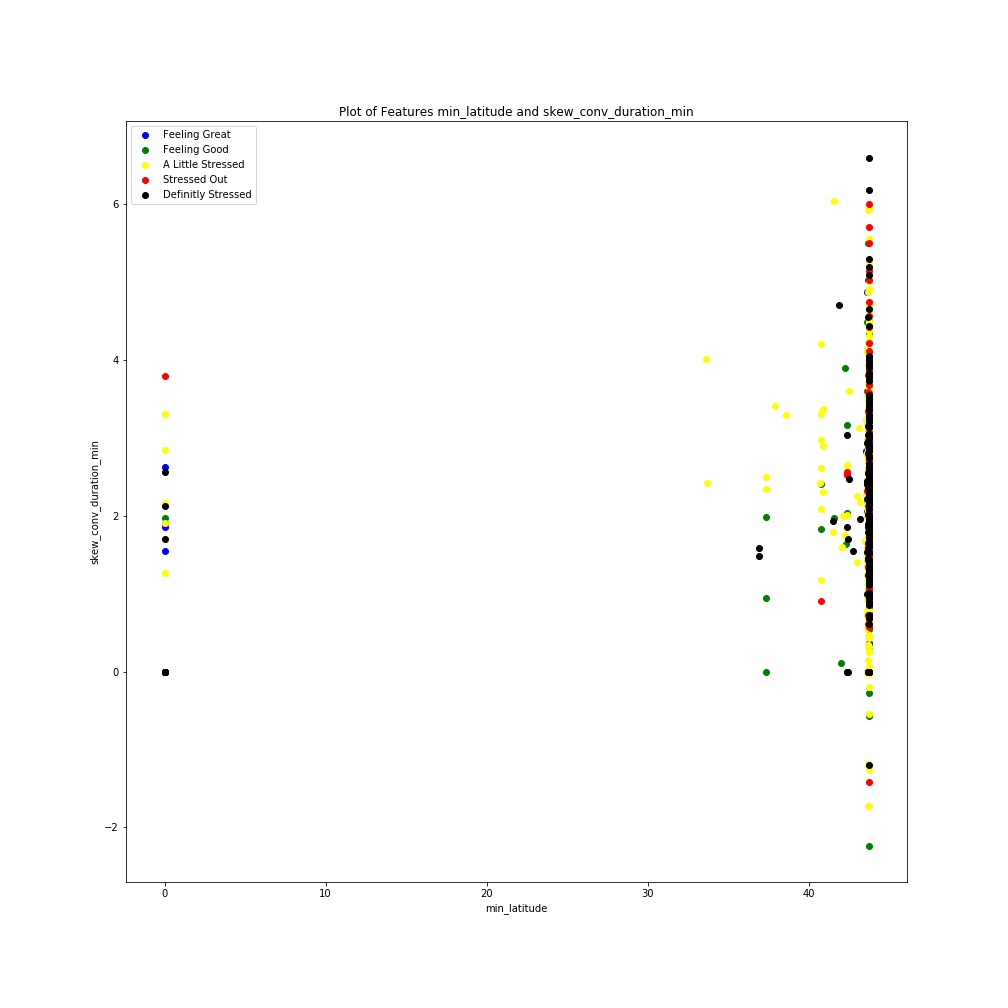 Plot of Features min_latitude and skew_conv_duration_min
Feeling Great
Feeling Good
A Little Stressed
Stressed Out
Definitly Stressed
6
4
2
0
−2
skew_conv_duration_min
0 10 20 30 40
min_latitude